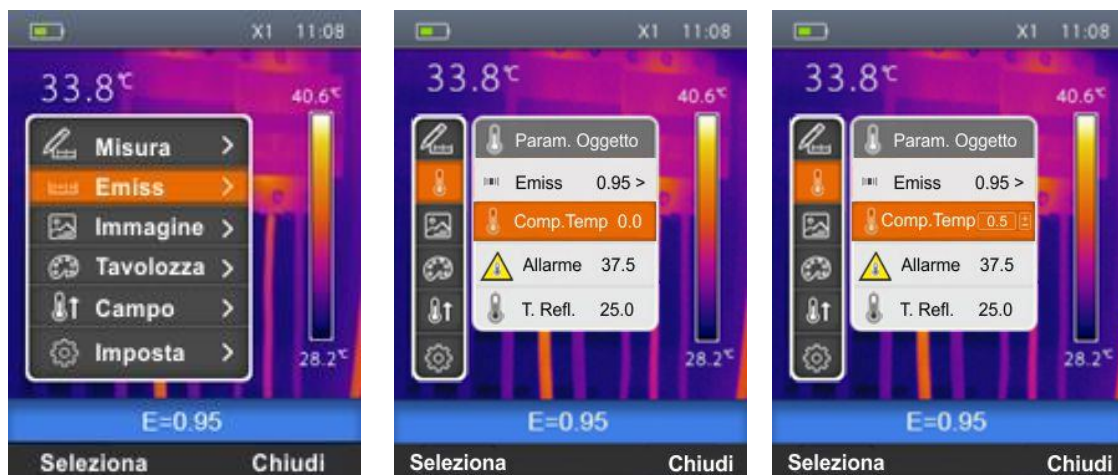 X1 11:08
33.8℃
40.6℃
Misura >
Emiss >
Immagine >
Tavolozza >
Campo >
Imposta >
28.2℃
E=0.95
Seleziona Chiudi
X1 11:08
33.8℃
40.6℃
Param. Oggetto
Emiss 0.95 >
Comp.Temp 0.0
Allarme 37.5
T. Refl. 25.0
28.2℃
E=0.95
Seleziona Chiudi
X1 11:08
33.8℃
40.6℃
Param. Oggetto
Emiss 0.95 >
Comp.Temp 0.5 ±
Allarme 37.5
T. Refl. 25.0
28.2℃
E=0.95
Seleziona Chiudi